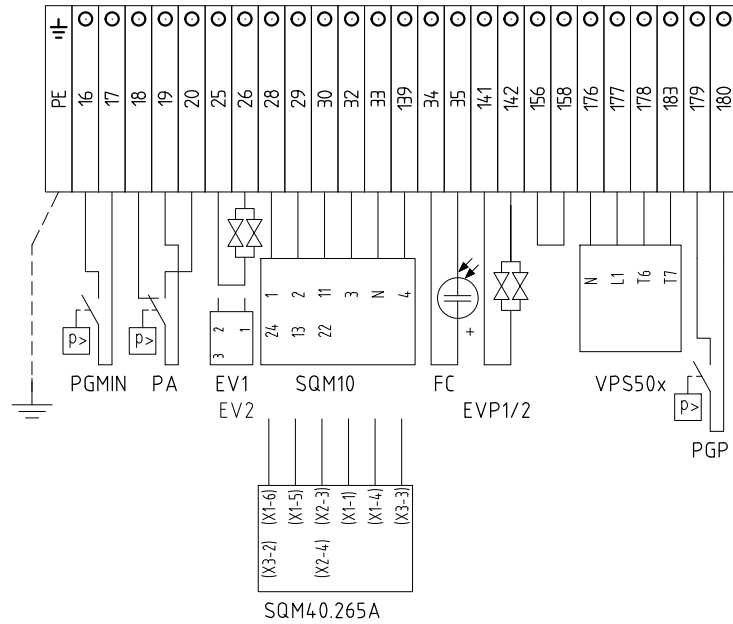 PE 16 17 18 19 20 25 26 28 29 30 32 33 139 34 35 141 142 156 158 176 177 178 183 179 180
1 2 11 3 N 4
24 13 22
N L1 T6 T7
2 1
3
p>
p>
+
PGMIN PA EV1 SQM10 FC VPS50x
EV2 EVP1/2
p>
PGP
(X1-6) (X1-5) (X2-3) (X1-1) (X1-4) (X3-3)
(X3-2) (X2-4)
SQM40.265A